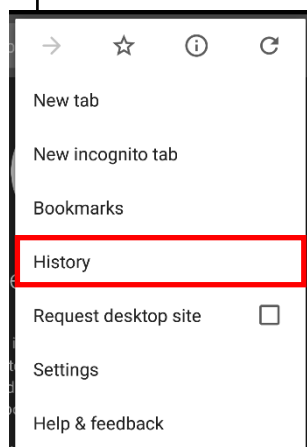 New tab
New incognito tab
Bookmarks
History
Request desktop site
Settings
Help & feedback